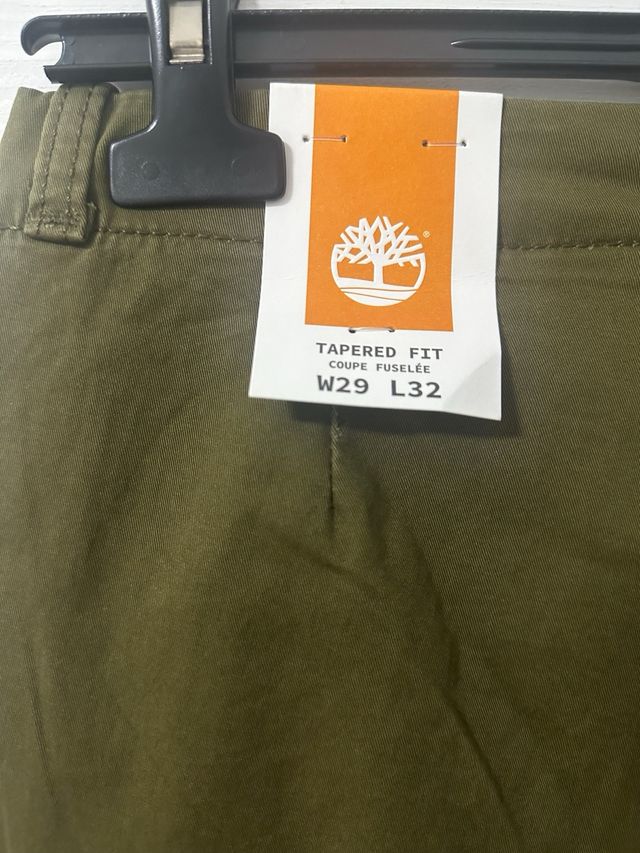 ®
TAPERED FIT
COUPE FUSELÉE
W29 L32